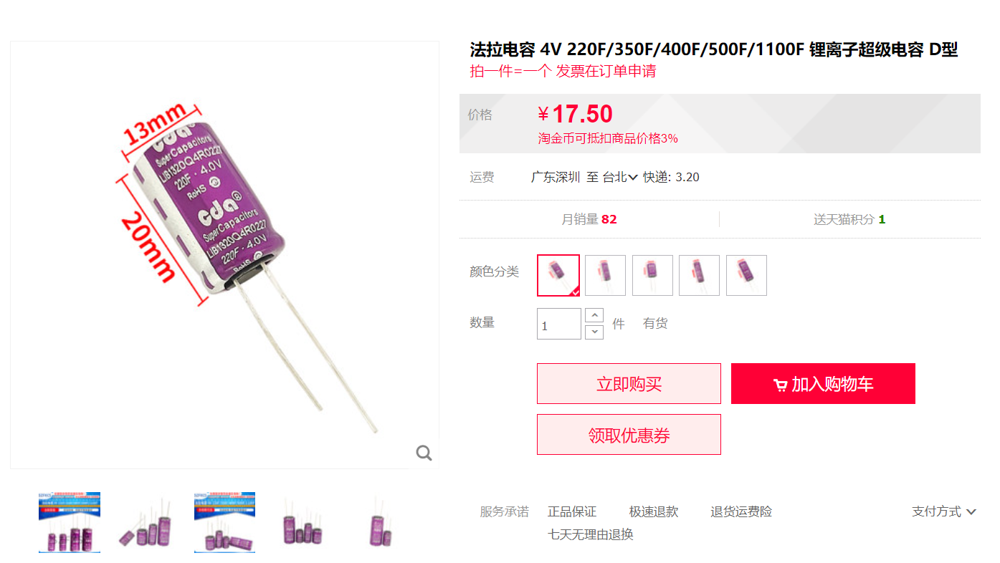 法拉电容 4V 220F/350F/400F/500F/1100F 锂离子超级电容 D型
拍一件=一个 发票在订单申请
价格
¥17.50
淘金币可抵扣商品价格3%
运费
广东深圳 至 台北 快递: 3.20
月销量 82
送天猫积分 1
颜色分类
数量
1
件
有货
立即购买
加入购物车
领取优惠券
服务承诺
正品保证
极速退款
退货运费险
支付方式
七天无理由退换
13mm
20mm
cda
SuperCapacitors
LIB1320Q4R0227
220F · 4.0V
RoHS
cda®
SuperCapacitors
LIB1320Q4R0227
220F · 4.0V
RoHS